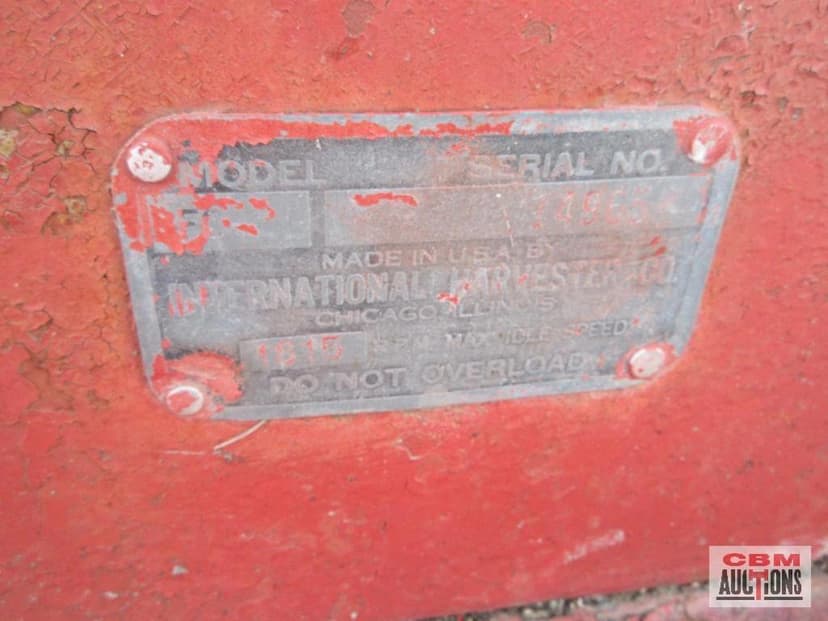 MODEL SERIAL NO.
MADE IN U.S.A. BY
INTERNATIONAL HARVESTER CO.
CHICAGO, ILLINOIS
1615 R.P.M. MAX. IDLE SPEED
DO NOT OVERLOAD
CBM
AUCTIONS